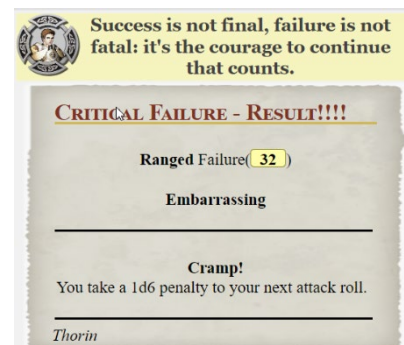 Success is not final, failure is not
fatal: it's the courage to continue
that counts.
CRITICAL FAILURE - RESULT!!!!
Ranged Failure( 32 )
Embarrassing
Cramp!
You take a 1d6 penalty to your next attack roll.
Thorin